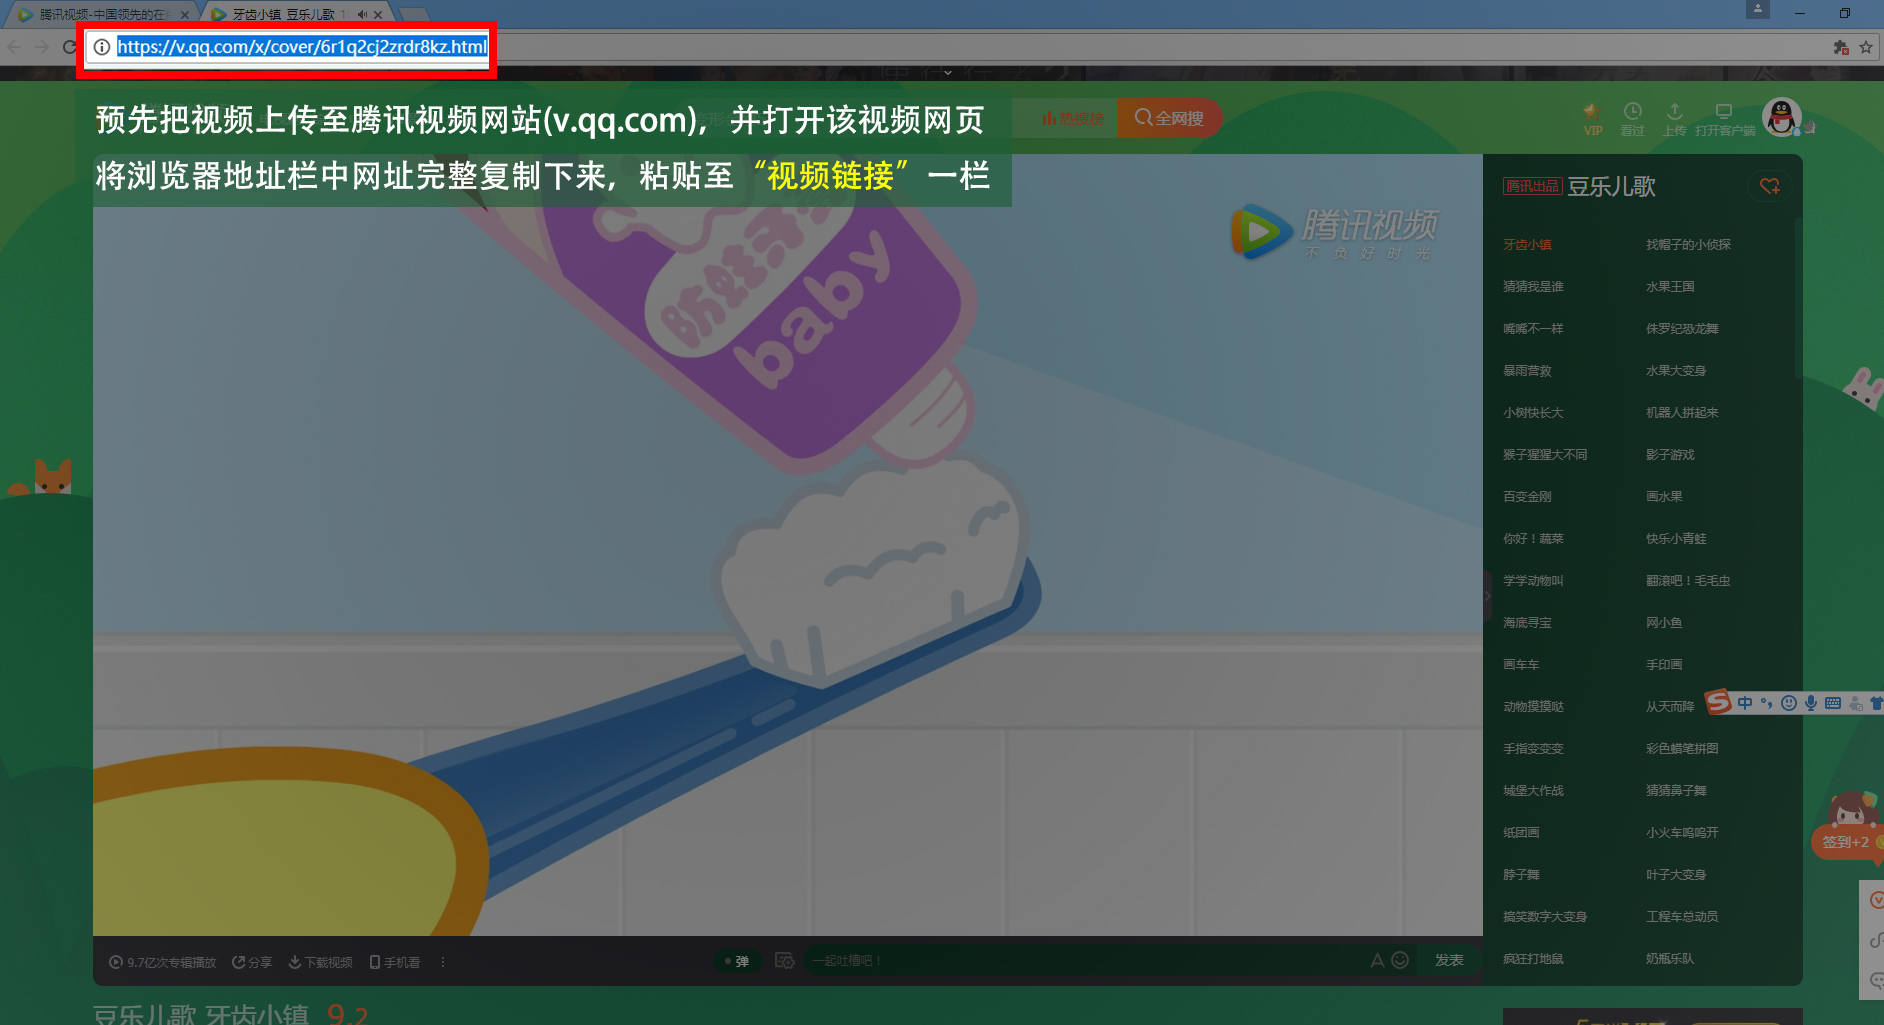 腾讯视频-中国领先的在
牙齿小镇_豆乐儿歌_1
https://v.qq.com/x/cover/6r1q2cj2zrdr8kz.html
预先把视频上传至腾讯视频网站(v.qq.com)，并打开该视频网页
将浏览器地址栏中网址完整复制下来，粘贴至“视频链接”一栏
热搜榜
全网搜
VIP
看过
上传
打开客户端
腾讯视频
不负好时光
baby
腾讯出品 豆乐儿歌
牙齿小镇 找帽子的小侦探
猜猜我是谁 水果王国
嘴嘴不一样 侏罗纪恐龙舞
暴雨营救 水果大变身
小树快长大 机器人拼起来
猴子猩猩大不同 影子游戏
百变金刚 画水果
你好！蔬菜 快乐小青蛙
学学动物叫 翻滚吧！毛毛虫
海底寻宝 网小鱼
画车车 手印画
动物摸摸哒 从天而降
中
手指变变变 彩色蜡笔拼图
城堡大作战 猜猜鼻子舞
纸团画 小火车呜呜开
脖子舞 叶子大变身
搞笑数字大变身 工程车总动员
疯狂打地鼠 奶瓶乐队
签到+2
9.7亿次专辑播放 分享 下载视频 手机看
弹
一起吐槽吧！
发表
豆乐儿歌 牙齿小镇 9.2